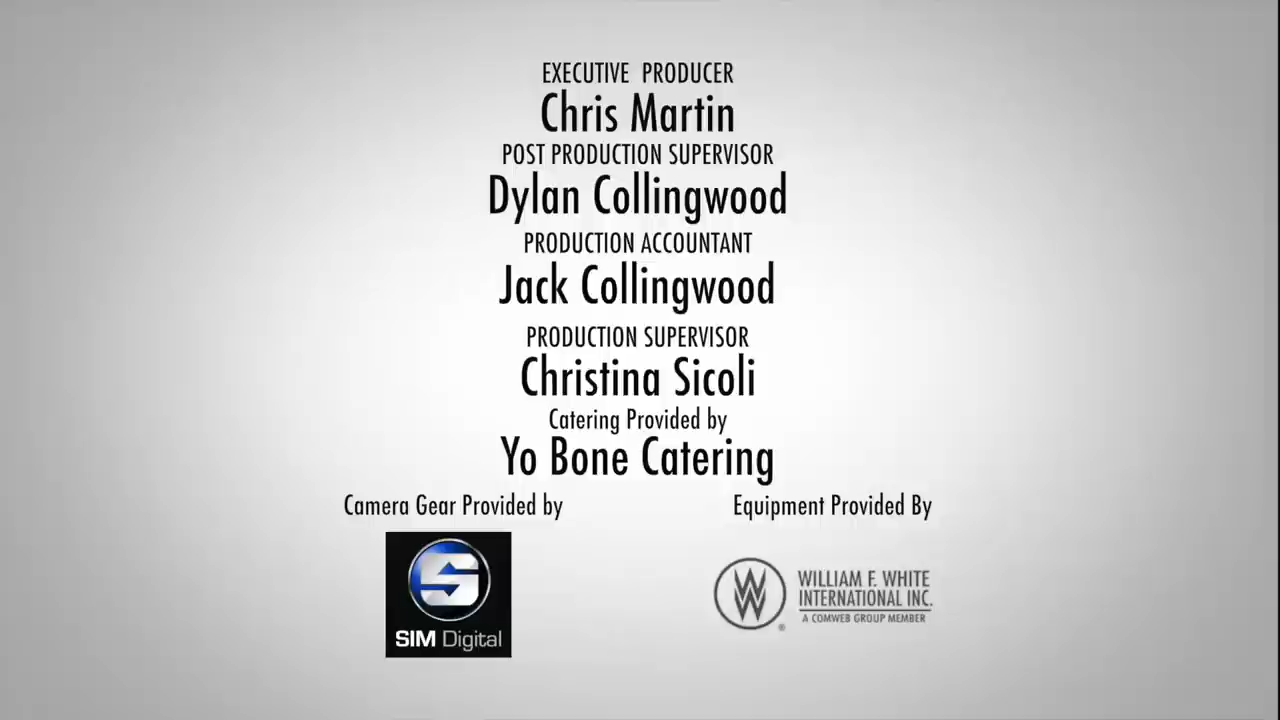 EXECUTIVE PRODUCER
Chris Martin
POST PRODUCTION SUPERVISOR
Dylan Collingwood
PRODUCTION ACCOUNTANT
Jack Collingwood
PRODUCTION SUPERVISOR
Christina Sicoli
Catering Provided by
Yo Bone Catering
Camera Gear Provided by
Equipment Provided By
S
SIM Digital
W
WILLIAM F. WHITE
INTERNATIONAL INC.
A COMWEB GROUP MEMBER
®